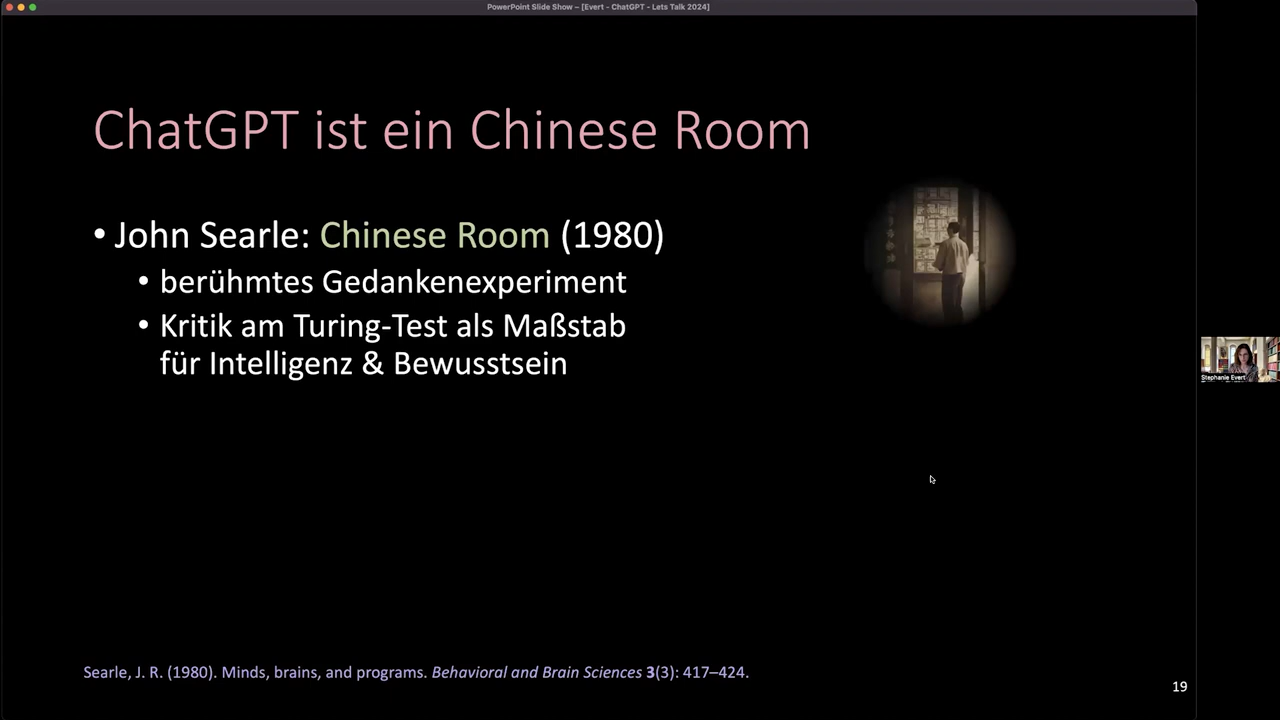 PowerPoint Slide Show – [Evert - ChatGPT - Lets Talk 2024]
ChatGPT ist ein Chinese Room
• John Searle: Chinese Room (1980)
• berühmtes Gedankenexperiment
• Kritik am Turing-Test als Maßstab
für Intelligenz & Bewusstsein
Stephanie Evert
Searle, J. R. (1980). Minds, brains, and programs. Behavioral and Brain Sciences 3(3): 417–424.
19